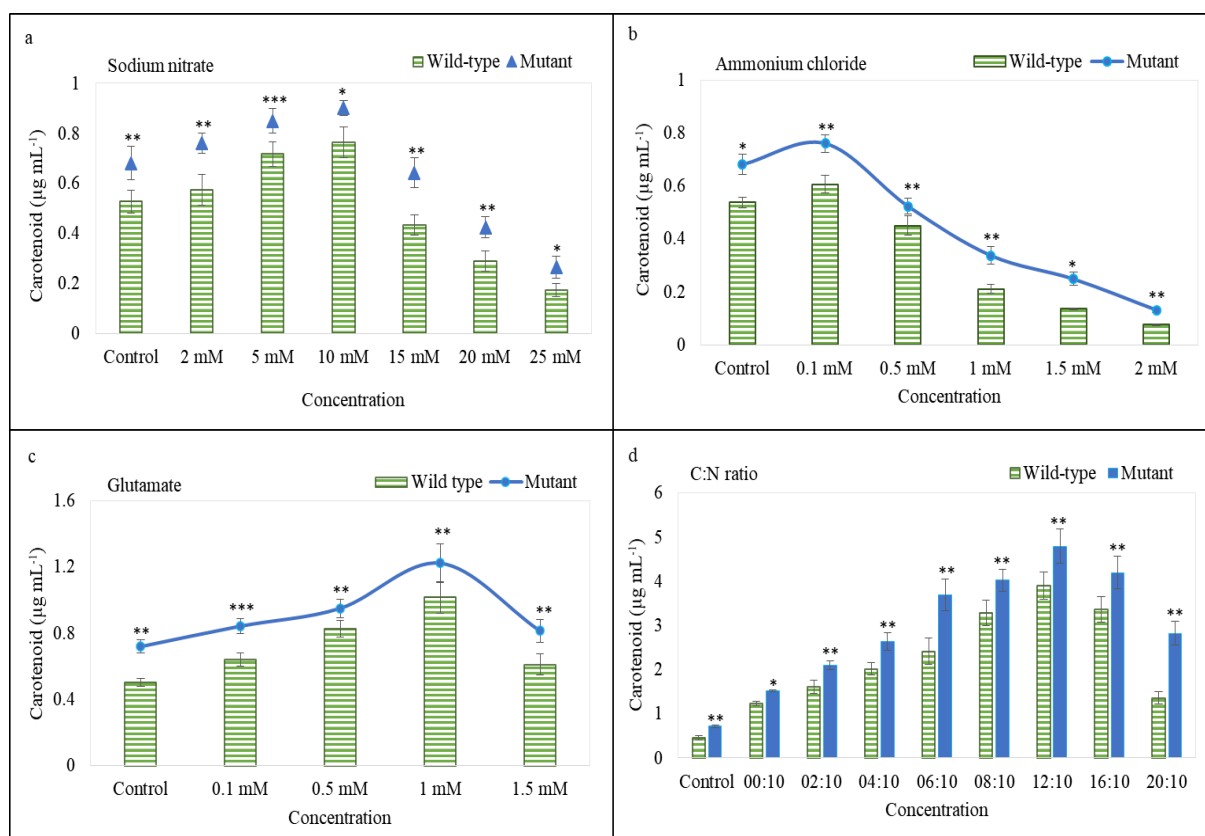 a
Sodium nitrate
Wild-type
Mutant
Carotenoid (µg mL-1)
1
0.8
0.6
0.4
0.2
0
**
**
***
*
**
**
*
Control
2 mM
5 mM
10 mM
15 mM
20 mM
25 mM
Concentration
b
Ammonium chloride
Wild-type
Mutant
Carotenoid (µg mL-1)
1
0.8
0.6
0.4
0.2
0
*
**
**
**
*
**
Control
0.1 mM
0.5 mM
1 mM
1.5 mM
2 mM
Concentration
c
Glutamate
Wild type
Mutant
Carotenoid (µg mL-1)
1.6
1.2
0.8
0.4
0
**
***
**
**
**
Control
0.1 mM
0.5 mM
1 mM
1.5 mM
Concentration
d
C:N ratio
Wild-type
Mutant
Carotenoid (µg mL-1)
6
5
4
3
2
1
0
**
*
**
**
**
**
**
**
**
Control
00:10
02:10
04:10
06:10
08:10
12:10
16:10
20:10
Concentration